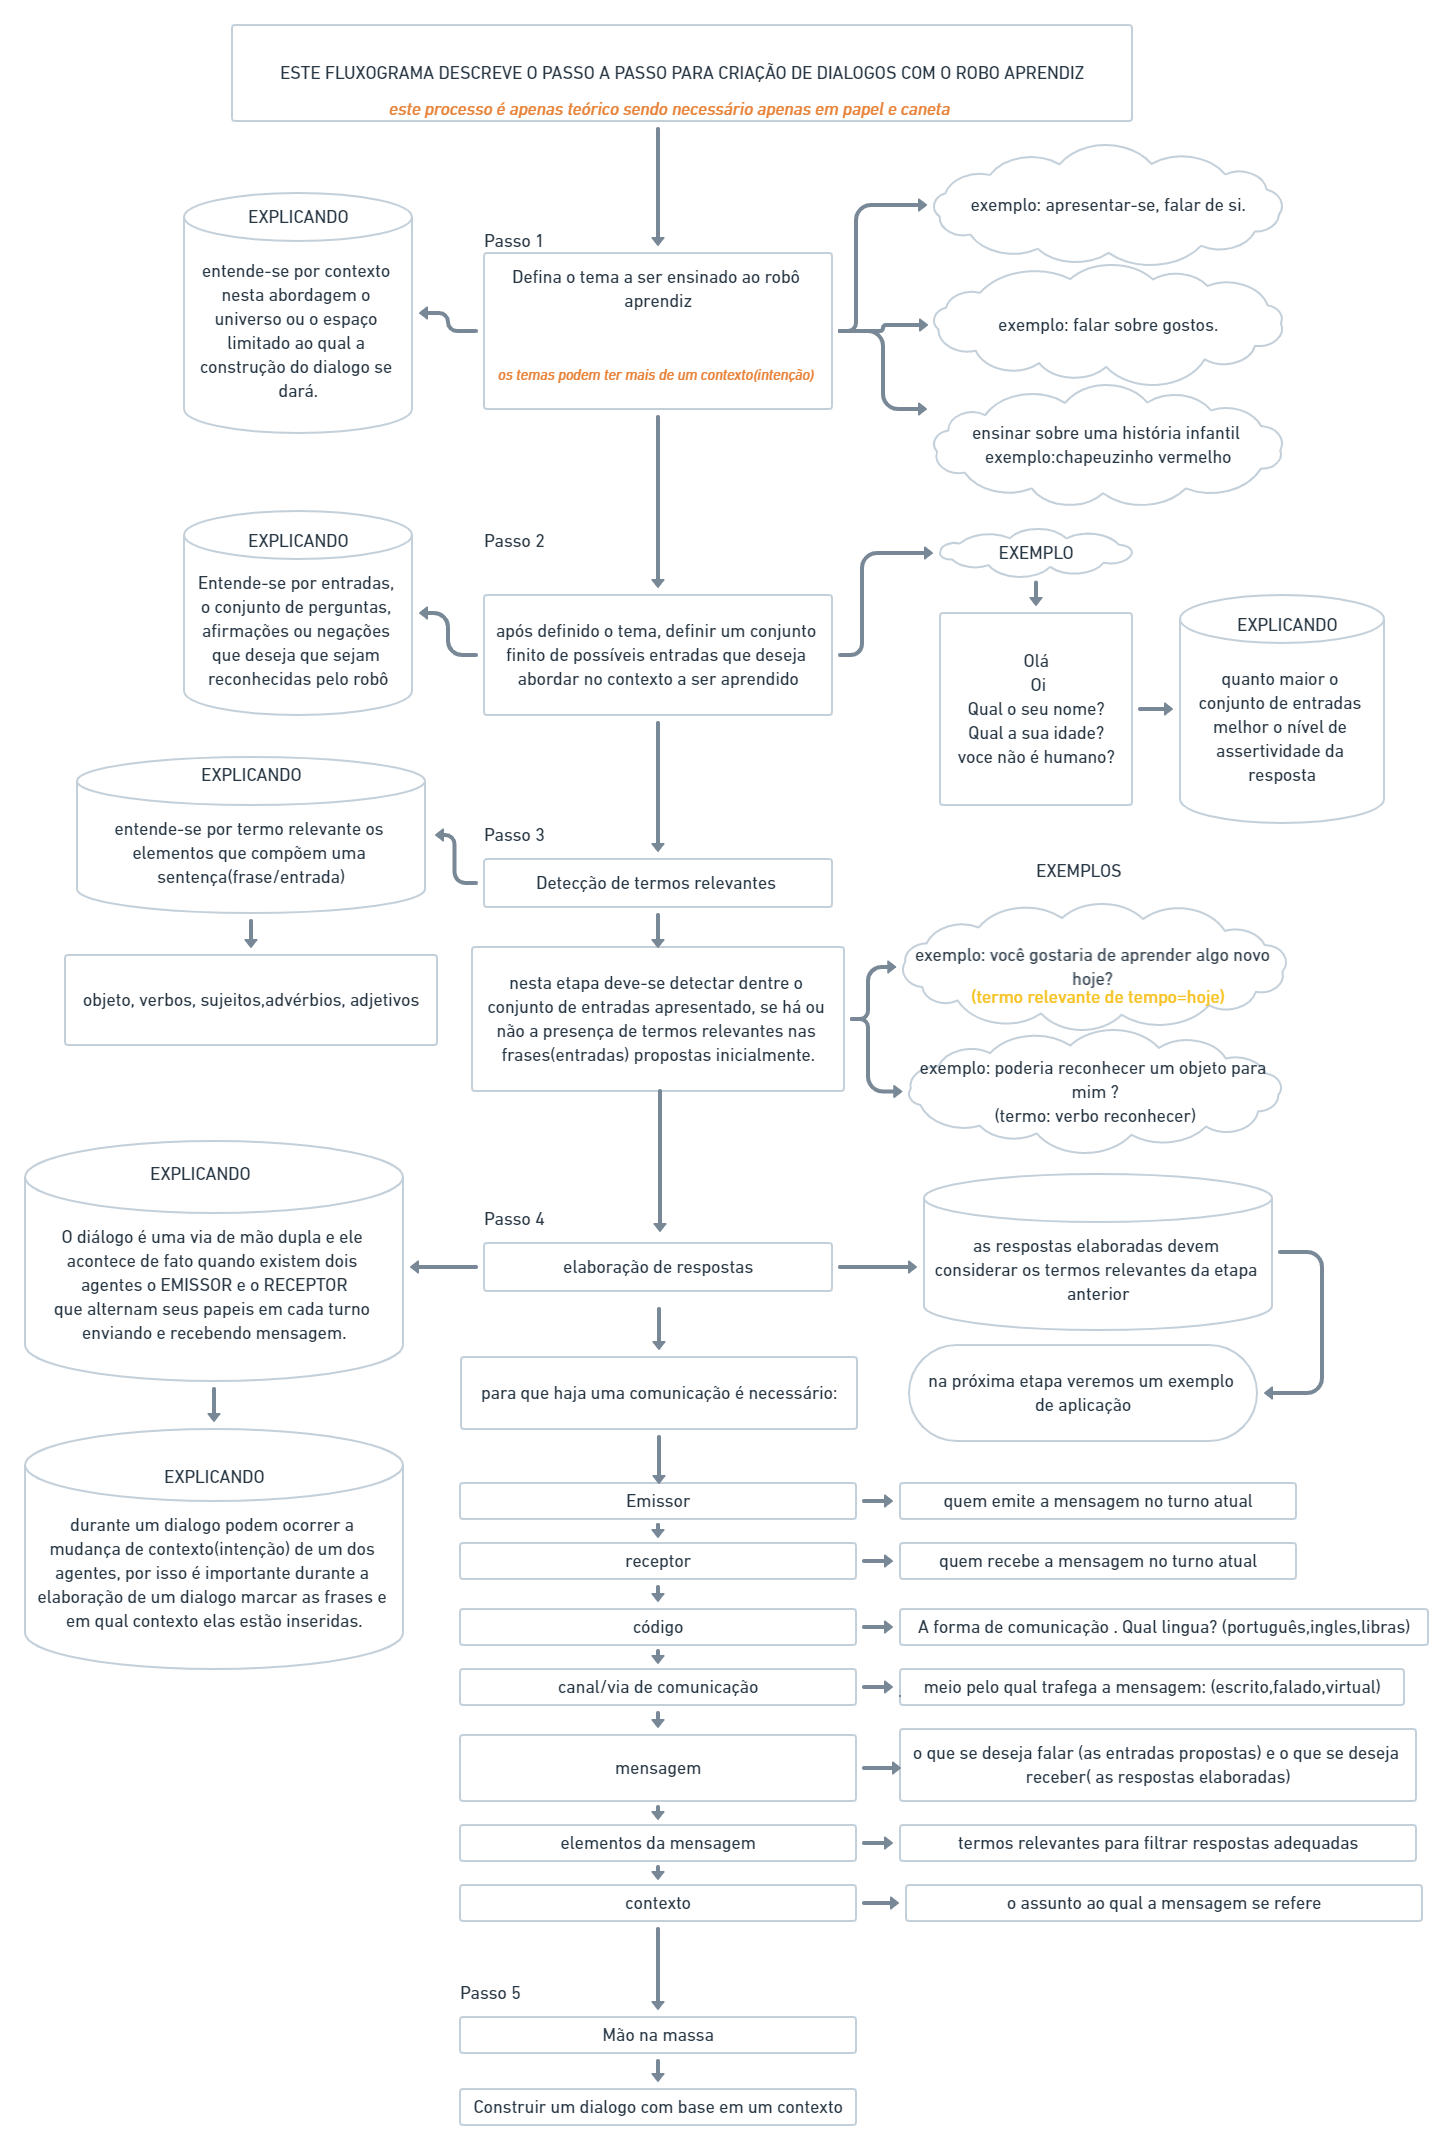 ESTE FLUXOGRAMA DESCREVE O PASSO A PASSO PARA CRIAÇÃO DE DIALOGOS COM O ROBO APRENDIZ
este processo é apenas teórico sendo necessário apenas em papel e caneta
Passo 1
Defina o tema a ser ensinado ao robô
aprendiz
os temas podem ter mais de um contexto(intenção)
EXPLICANDO
entende-se por contexto
nesta abordagem o
universo ou o espaço
limitado ao qual a
construção do dialogo se
dará.
exemplo: apresentar-se, falar de si.
exemplo: falar sobre gostos.
ensinar sobre uma história infantil
exemplo:chapeuzinho vermelho
Passo 2
após definido o tema, definir um conjunto
finito de possíveis entradas que deseja
abordar no contexto a ser aprendido
EXPLICANDO
Entende-se por entradas,
o conjunto de perguntas,
afirmações ou negações
que deseja que sejam
reconhecidas pelo robô
EXEMPLO
Olá
Oi
Qual o seu nome?
Qual a sua idade?
voce não é humano?
EXPLICANDO
quanto maior o
conjunto de entradas
melhor o nível de
assertividade da
resposta
Passo 3
Detecção de termos relevantes
EXPLICANDO
entende-se por termo relevante os
elementos que compõem uma
sentença(frase/entrada)
objeto, verbos, sujeitos,advérbios, adjetivos
nesta etapa deve-se detectar dentre o
conjunto de entradas apresentado, se há ou
não a presença de termos relevantes nas
frases(entradas) propostas inicialmente.
EXEMPLOS
exemplo: você gostaria de aprender algo novo
hoje?
(termo relevante de tempo=hoje)
exemplo: poderia reconhecer um objeto para
mim ?
(termo: verbo reconhecer)
Passo 4
elaboração de respostas
EXPLICANDO
O diálogo é uma via de mão dupla e ele
acontece de fato quando existem dois
agentes o EMISSOR e o RECEPTOR
que alternam seus papeis em cada turno
enviando e recebendo mensagem.
EXPLICANDO
durante um dialogo podem ocorrer a
mudança de contexto(intenção) de um dos
agentes, por isso é importante durante a
elaboração de um dialogo marcar as frases e
em qual contexto elas estão inseridas.
as respostas elaboradas devem
considerar os termos relevantes da etapa
anterior
na próxima etapa veremos um exemplo
de aplicação
para que haja uma comunicação é necessário:
Emissor
quem emite a mensagem no turno atual
receptor
quem recebe a mensagem no turno atual
código
A forma de comunicação . Qual lingua? (português,ingles,libras)
canal/via de comunicação
meio pelo qual trafega a mensagem: (escrito,falado,virtual)
mensagem
o que se deseja falar (as entradas propostas) e o que se deseja
receber( as respostas elaboradas)
elementos da mensagem
termos relevantes para filtrar respostas adequadas
contexto
o assunto ao qual a mensagem se refere
Passo 5
Mão na massa
Construir um dialogo com base em um contexto